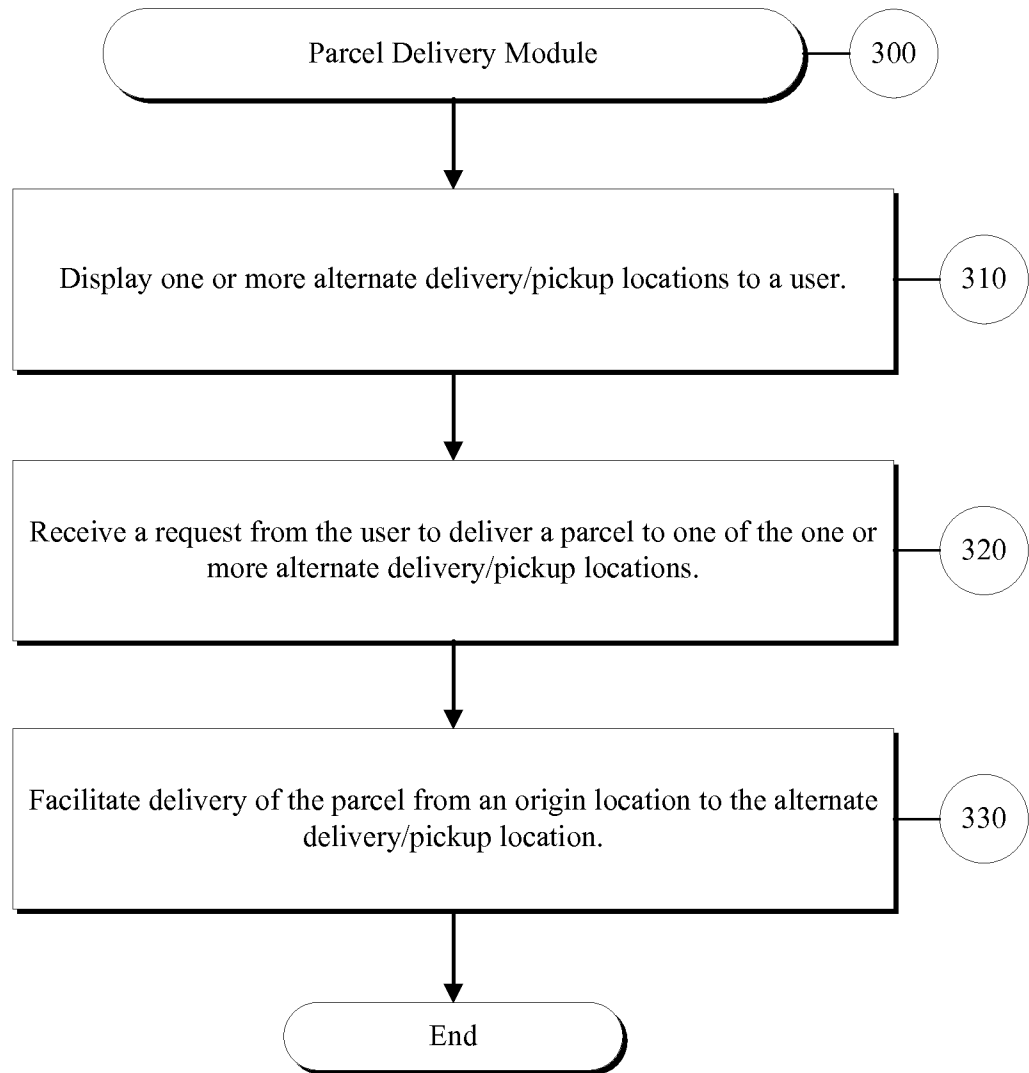 Parcel Delivery Module
300
Display one or more alternate delivery/pickup locations to a user.
310
Receive a request from the user to deliver a parcel to one of the one or
more alternate delivery/pickup locations.
320
Facilitate delivery of the parcel from an origin location to the alternate
delivery/pickup location.
330
End